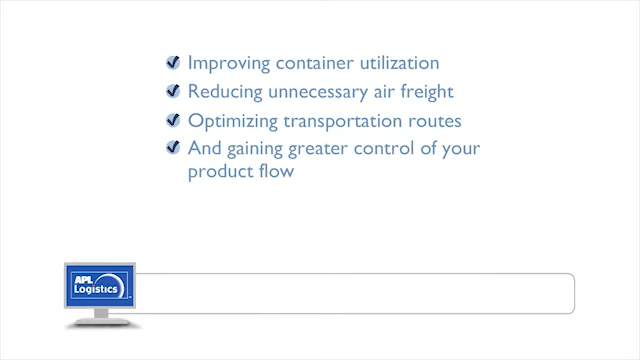 Improving container utilization
Reducing unnecessary air freight
Optimizing transportation routes
And gaining greater control of your
product flow
APL
Logistics